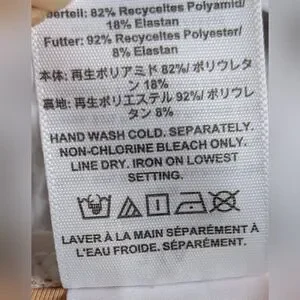 berteil: 82% Recyceltes Polyamid/
18% Elastan
Futter: 92% Recyceltes Polyester/
8% Elastan
本体: 再生ポリアミド 82%/ ポリウレタ
ン 18%
裏地: 再生ポリエステル 92%/ ポリウレ
タン 8%
HAND WASH COLD. SEPARATELY.
NON-CHLORINE BLEACH ONLY.
LINE DRY. IRON ON LOWEST
SETTING.
LAVER À LA MAIN SÉPARÉMENT À
L'EAU FROIDE. SÉPARÉMENT.